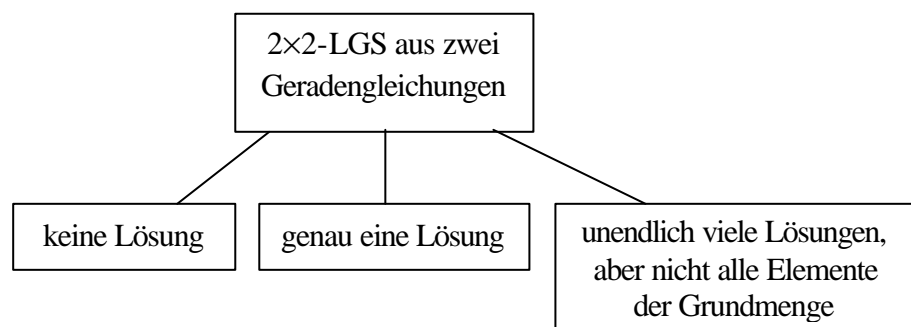 2×2-LGS aus zwei
Geradengleichungen
keine Lösung
genau eine Lösung
unendlich viele Lösungen,
aber nicht alle Elemente
der Grundmenge